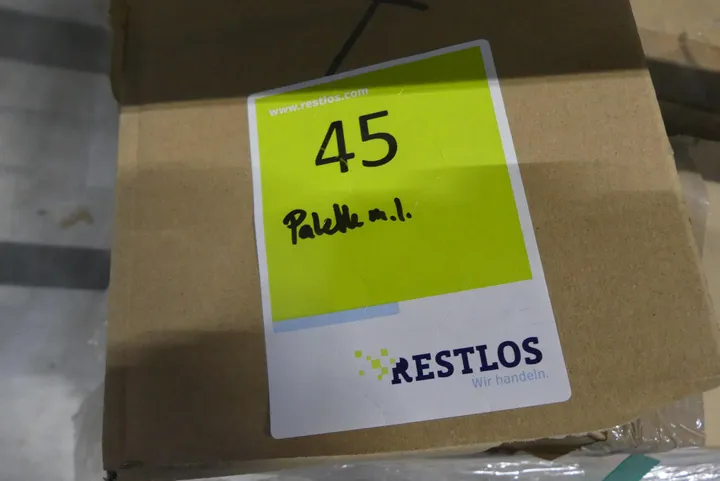 www.restlos.com
45
Palette m. I.
RESTLOS
Wir handeln.